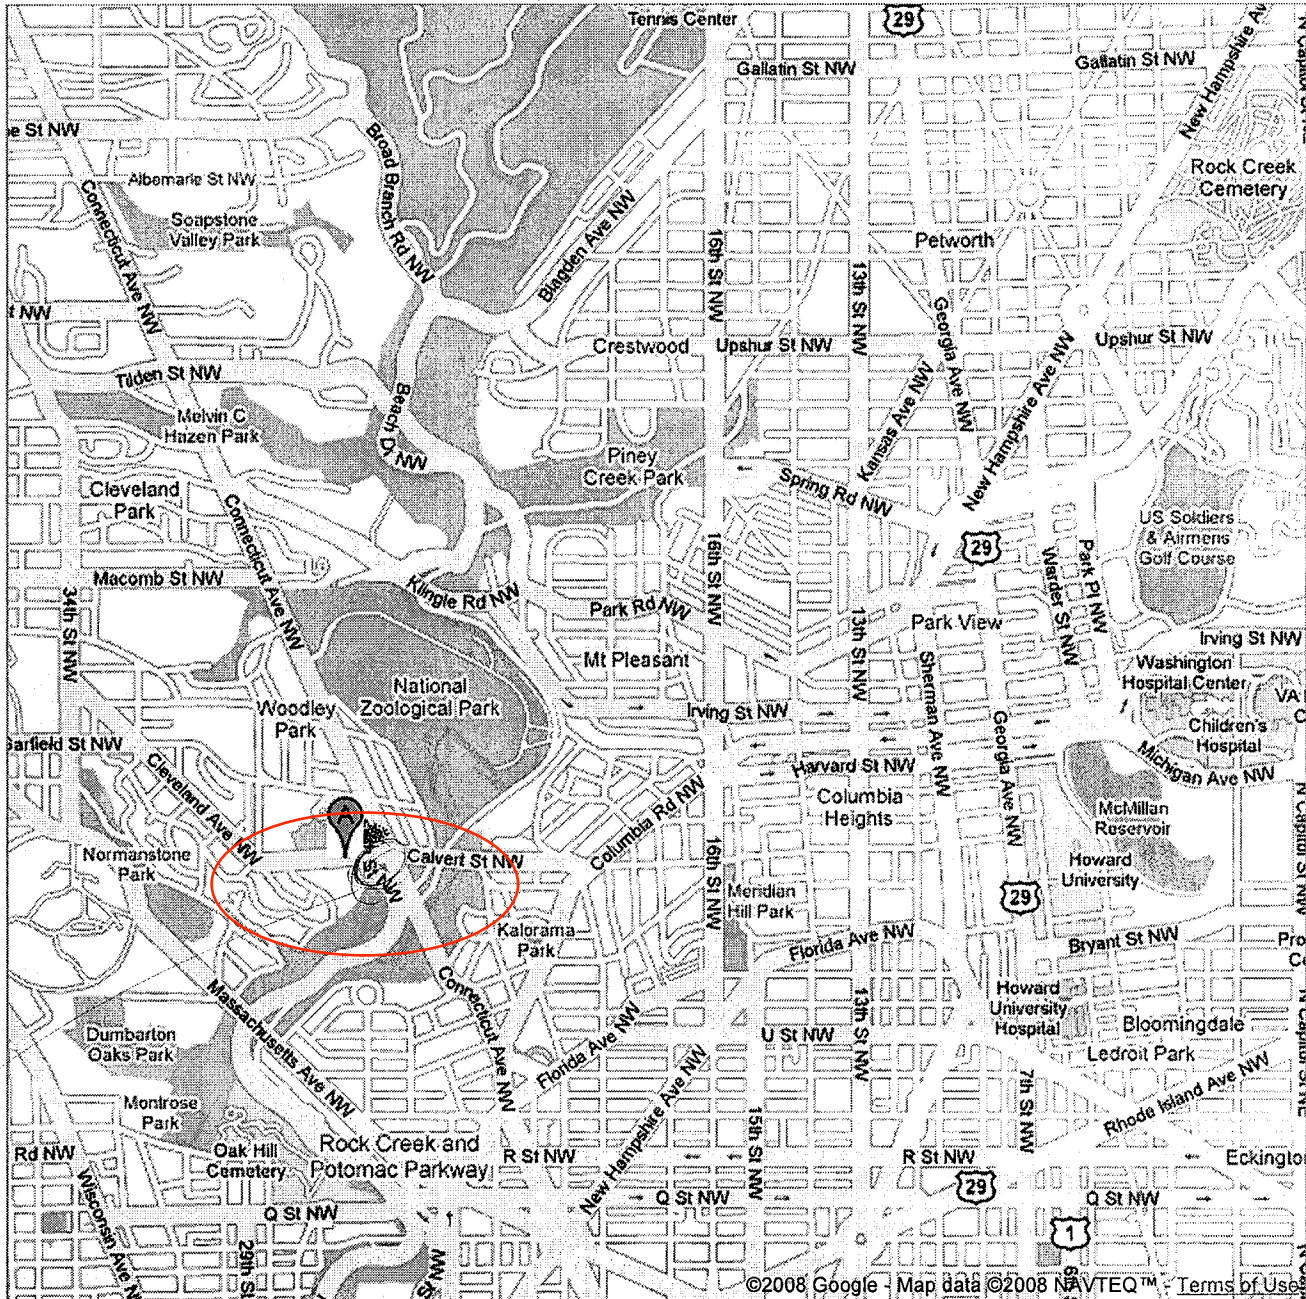 Tennis Center
29
Gallatin St NW
Gallatin St NW
New Hampshire Av
e St NW
Broad Branch Rd NW
Rock Creek
Cemetery
Albemarle St NW
Connecticut Ave NW
Soapstone
Valley Park
Blagden Ave NW
16th St NW
Petworth
13th St NW
Georgia Ave NW
t NW
Crestwood
Upshur St NW
Upshur St NW
New Hampshire Ave NW
Tilden St NW
Beach Dr NW
Kansas Ave NW
Melvin C
Hazen Park
Piney
Creek Park
Spring Rd NW
Cleveland
Park
Connecticut Ave NW
US Soldiers
& Airmens
Golf Course
29
16th St NW
Warder St NW
Park Pl NW
Macomb St NW
Klingle Rd NW
Park Rd NW
34th St NW
13th St NW
Park View
Irving St NW
Mt Pleasant
Sherman Ave NW
Washington
Hospital Center
VA
C
National
Zoological Park
Woodley
Park
Irving St NW
Georgia Ave NW
Children's
Hospital
Garfield St NW
Cleveland Ave NW
Harvard St NW
Michigan Ave NW
Columbia
Heights
Columbia Rd NW
McMillan
Reservoir
N Capitol St
Normanstone
Park
Calvert St NW
St NW
16th St NW
Howard
University
Meridian
Hill Park
29
Kalorama
Park
Florida Ave NW
Bryant St NW
Pro
Ce
Massachusetts Ave NW
Connecticut Ave NW
13th St NW
Howard
University
Hospital
Dumbarton
Oaks Park
Florida Ave NW
U St NW
Bloomingdale
Ledroit Park
N Capitol St NE
New Hampshire Ave NW
7th St NW
Rhode Island Ave NW
Montrose
Park
15th St NW
Rd NW
Oak Hill
Cemetery
Rock Creek and
Potomac Parkway
R St NW
R St NW
Eckington
Wisconsin Ave N
29
Q St NW
Q St NW
Q St NW
29th St
1
NW
6
©2008 Google - Map data ©2008 NAVTEQ™ - Terms of Use